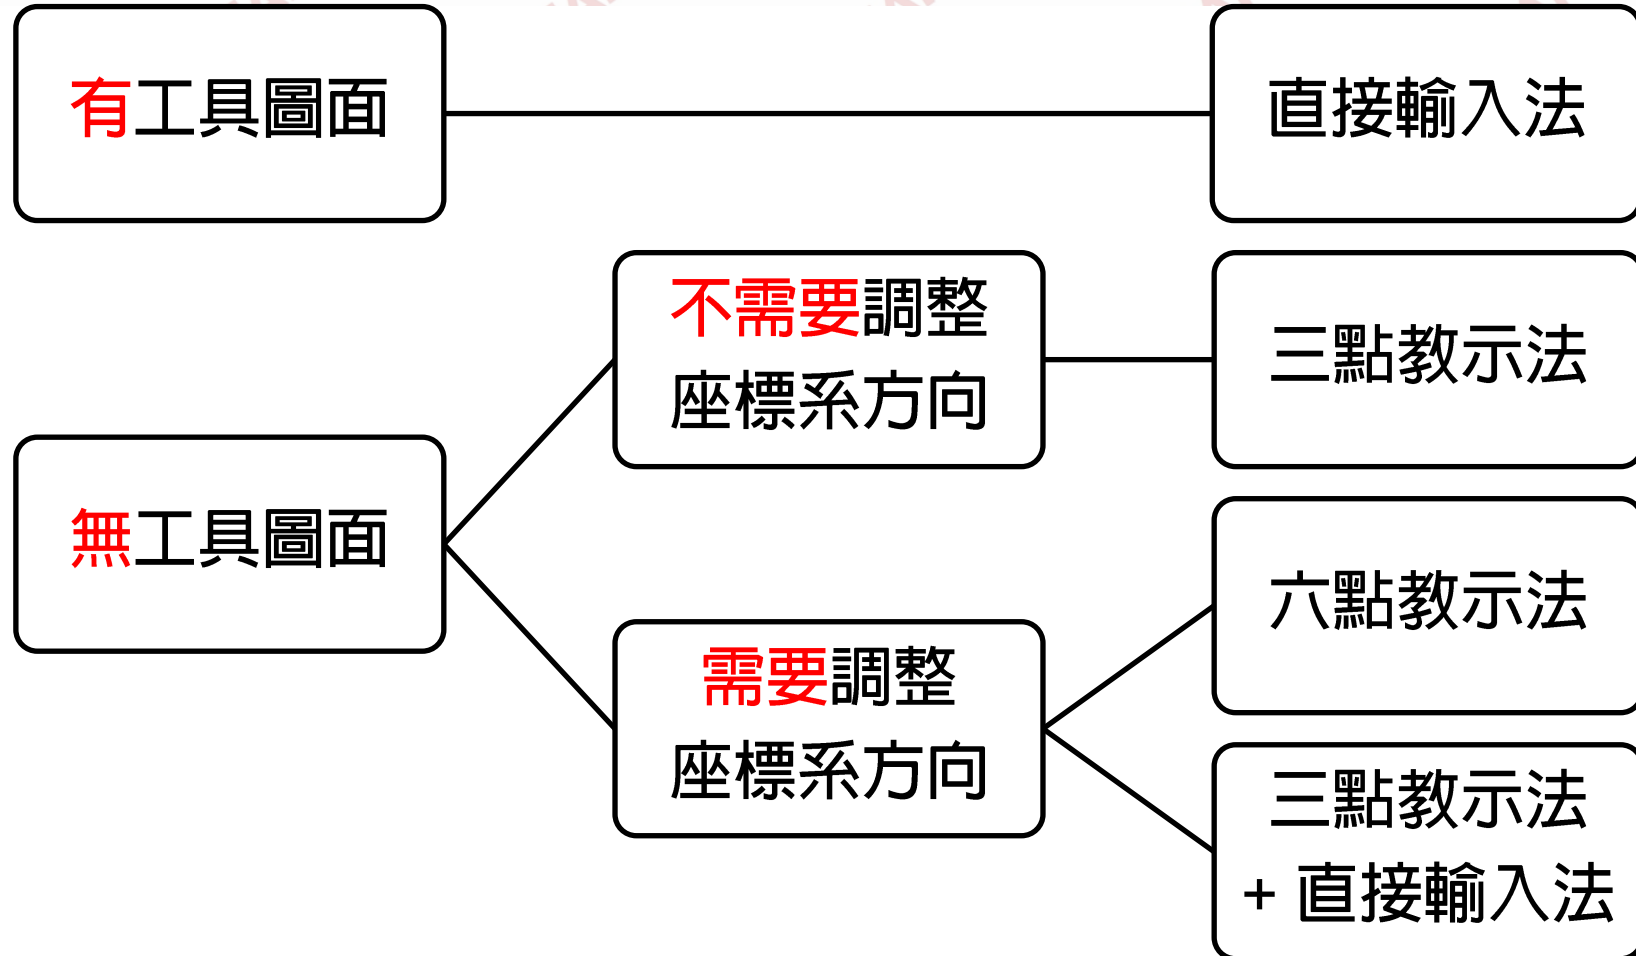 有工具圖面
直接輸入法
無工具圖面
不需要調整
座標系方向
三點教示法
需要調整
座標系方向
六點教示法
三點教示法
+ 直接輸入法